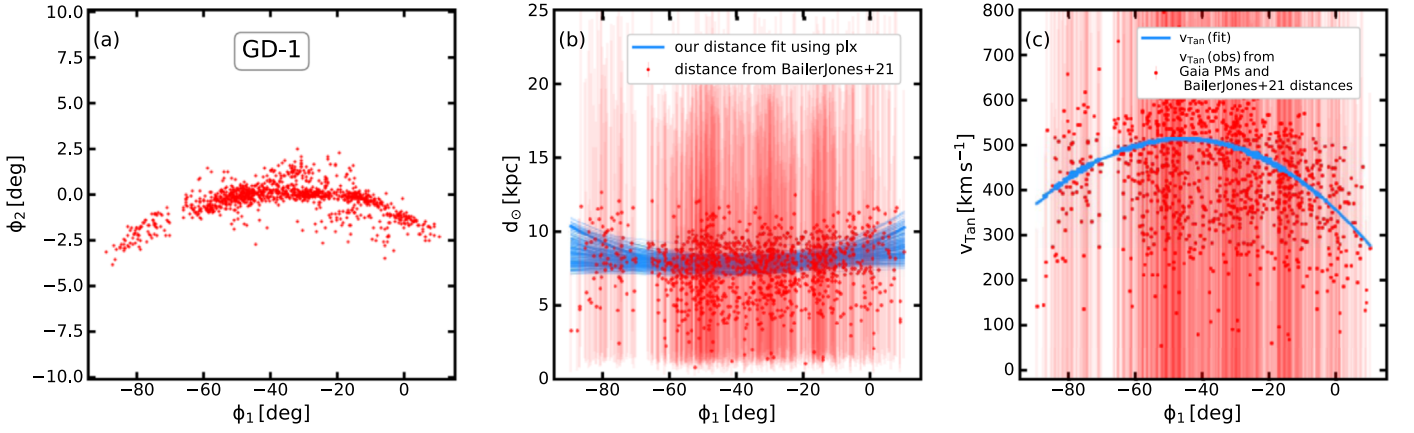 (a)
GD-1
10.0
7.5
5.0
2.5
0.0
−2.5
−5.0
−7.5
−10.0
ϕ₂ [deg]
−80
−60
−40
−20
0
ϕ₁ [deg]
(b)
our distance fit using plx
distance from BailerJones+21
25
20
15
10
5
0
d⊙ [kpc]
−80
−60
−40
−20
0
ϕ₁ [deg]
(c)
vTan (fit)
vTan (obs) from
Gaia PMs and
BailerJones+21 distances
800
700
600
500
400
300
200
100
0
vTan [km s⁻¹]
−80
−60
−40
−20
0
ϕ₁ [deg]